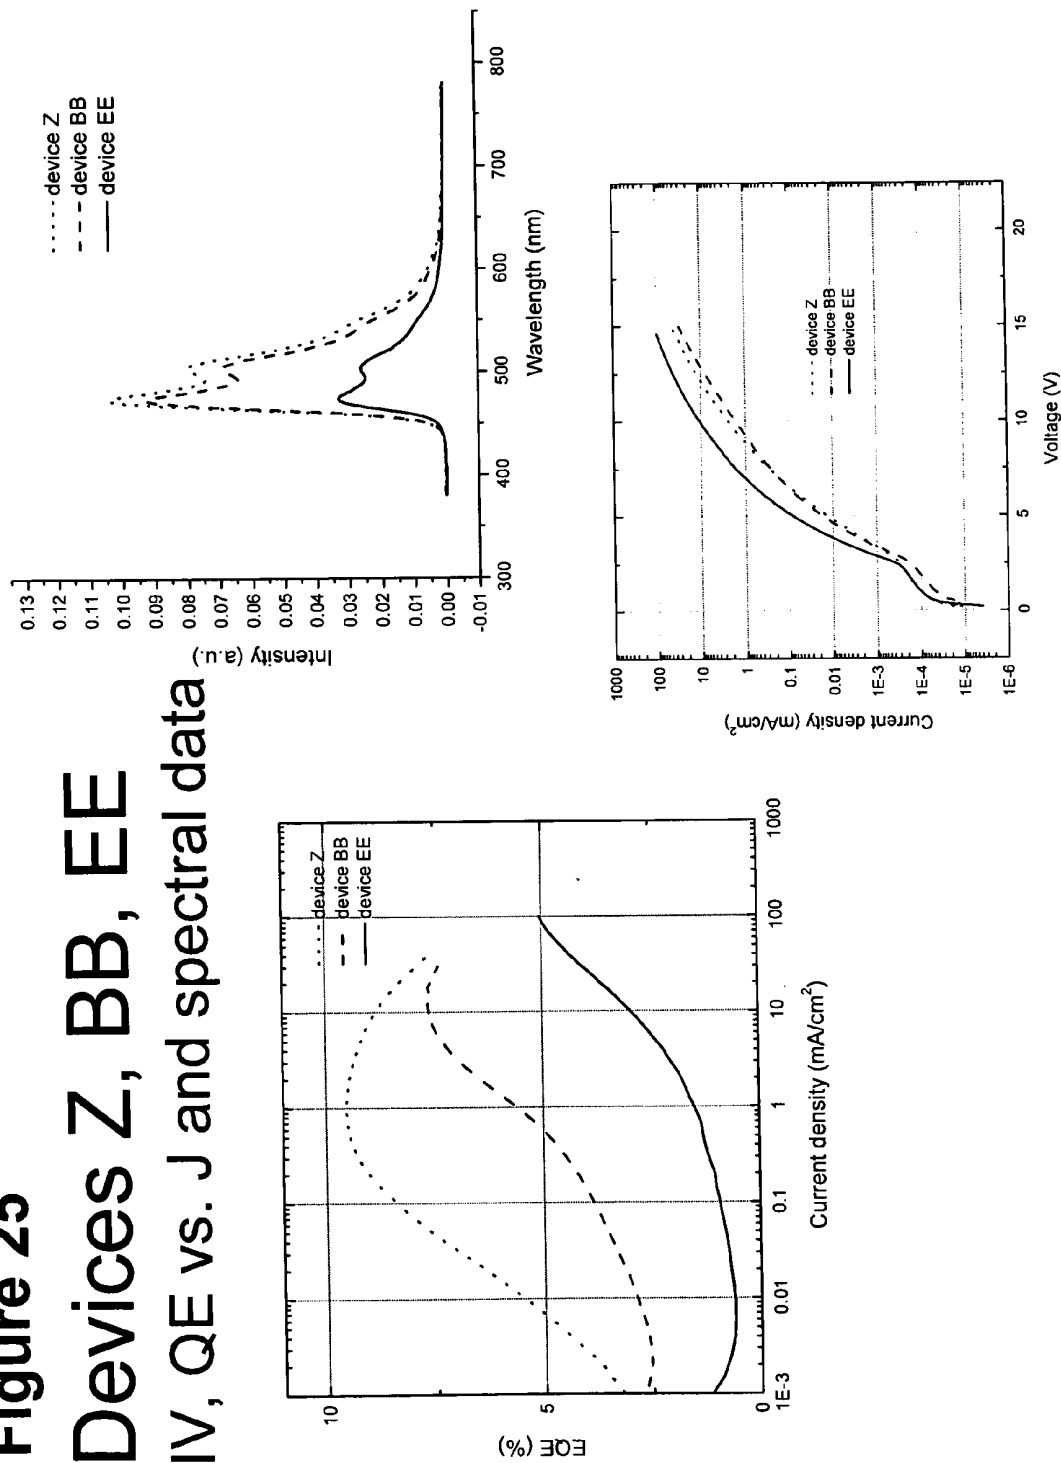 Figure 25
Devices Z, BB, EE
IV, QE vs. J and spectral data
EQE (%)
10
5
0
1E-3
0.01
0.1
1
10
100
1000
Current density (mA/cm²)
device Z
device BB
device EE
Intensity (a.u.)
0.13
0.12
0.11
0.10
0.09
0.08
0.07
0.06
0.05
0.04
0.03
0.02
0.01
0.00
-0.01
300
400
500
600
700
800
Wavelength (nm)
device Z
device BB
device EE
Current density (mA/cm²)
1000
100
10
1
0.1
0.01
1E-3
1E-4
1E-5
1E-6
0
5
10
15
20
Voltage (V)
device Z
device BB
device EE